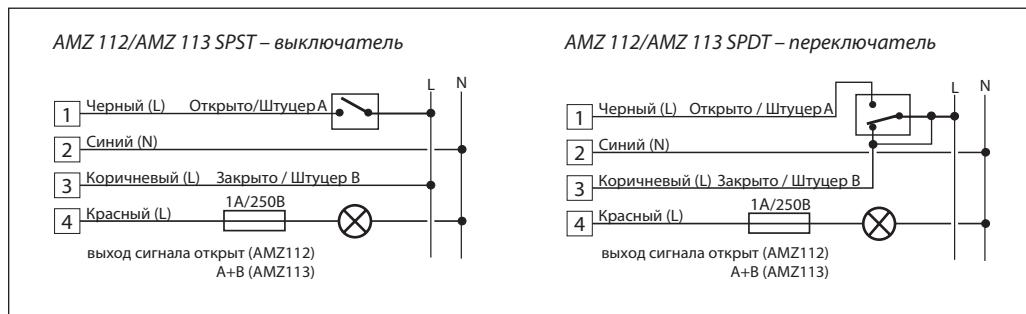 AMZ 112/AMZ 113 SPST – выключатель
L N
1 Черный (L) Открыто/Штуцер A
2 Синий (N)
3 Коричневый (L) Закрыто / Штуцер B
1А/250В
4 Красный (L)
выход сигнала открыт (AMZ112)
A+B (AMZ113)
AMZ 112/AMZ 113 SPDT – переключатель
L N
1 Черный (L) Открыто / Штуцер A
2 Синий (N)
3 Коричневый (L) Закрыто / Штуцер B
1А/250В
4 Красный (L)
выход сигнала открыт (AMZ112)
A+B (AMZ113)